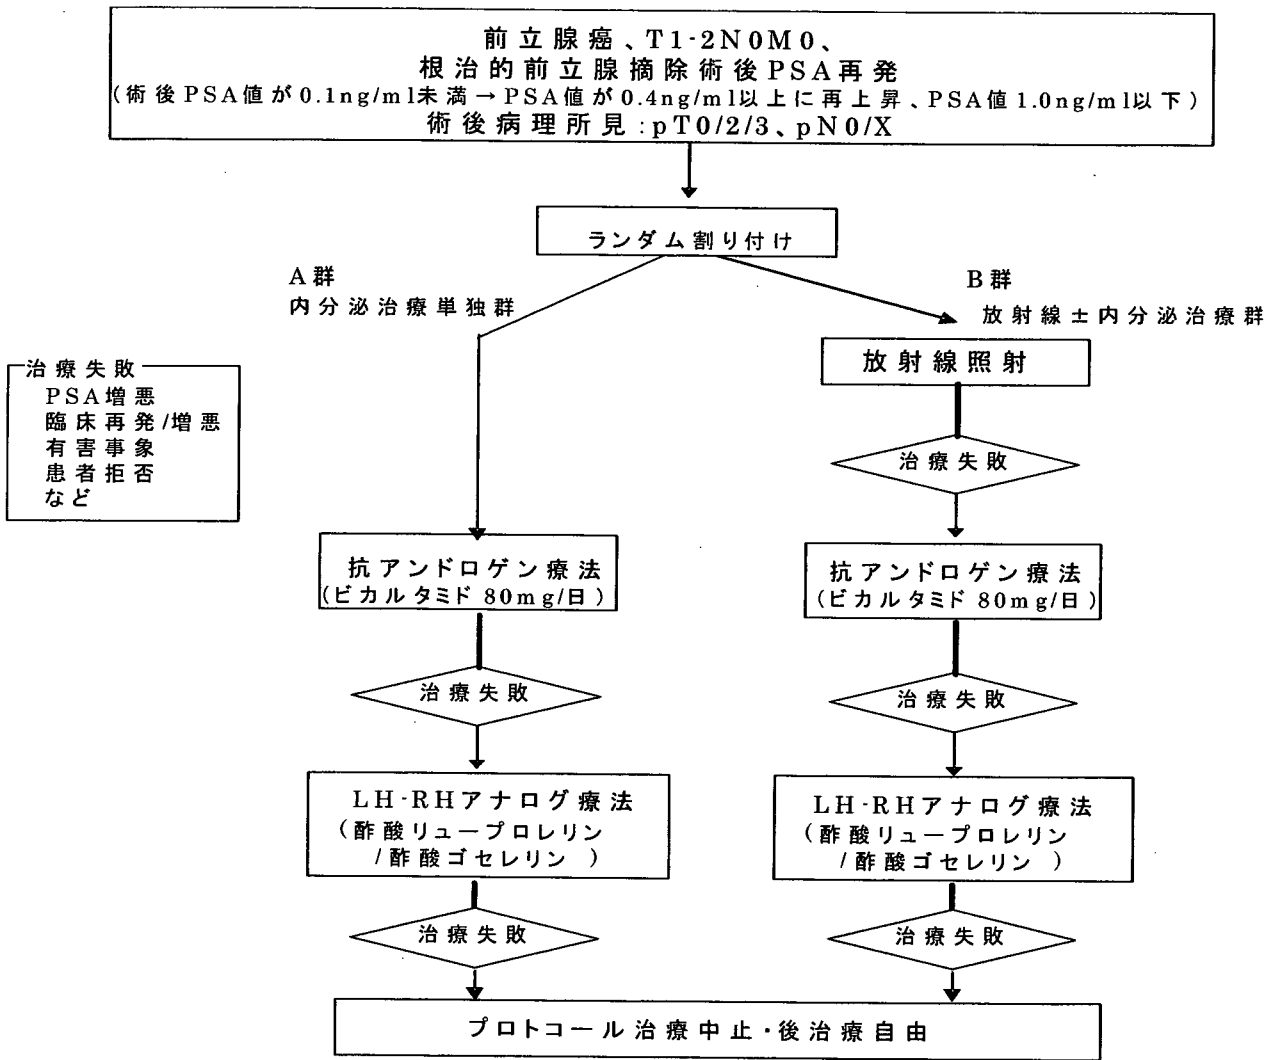 前立腺癌、T1-2N0M0、
根治的前立腺摘除術後PSA再発
(術後PSA値が0.1ng/ml未満→PSA値が0.4ng/ml以上に再上昇、PSA値1.0ng/ml以下)
術後病理所見:pT0/2/3、pN0/X
ランダム割り付け
A群
内分泌治療単独群
B群
放射線±内分泌治療群
放射線照射
治療失敗
PSA増悪
臨床再発/増悪
有害事象
患者拒否
など
治療失敗
抗アンドロゲン療法
(ビカルタミド 80mg/日)
抗アンドロゲン療法
(ビカルタミド 80mg/日)
治療失敗
治療失敗
LH-RHアナログ療法
(酢酸リュープロレリン
/酢酸ゴセレリン )
LH-RHアナログ療法
(酢酸リュープロレリン
/酢酸ゴセレリン )
治療失敗
治療失敗
プロトコール治療中止・後治療自由